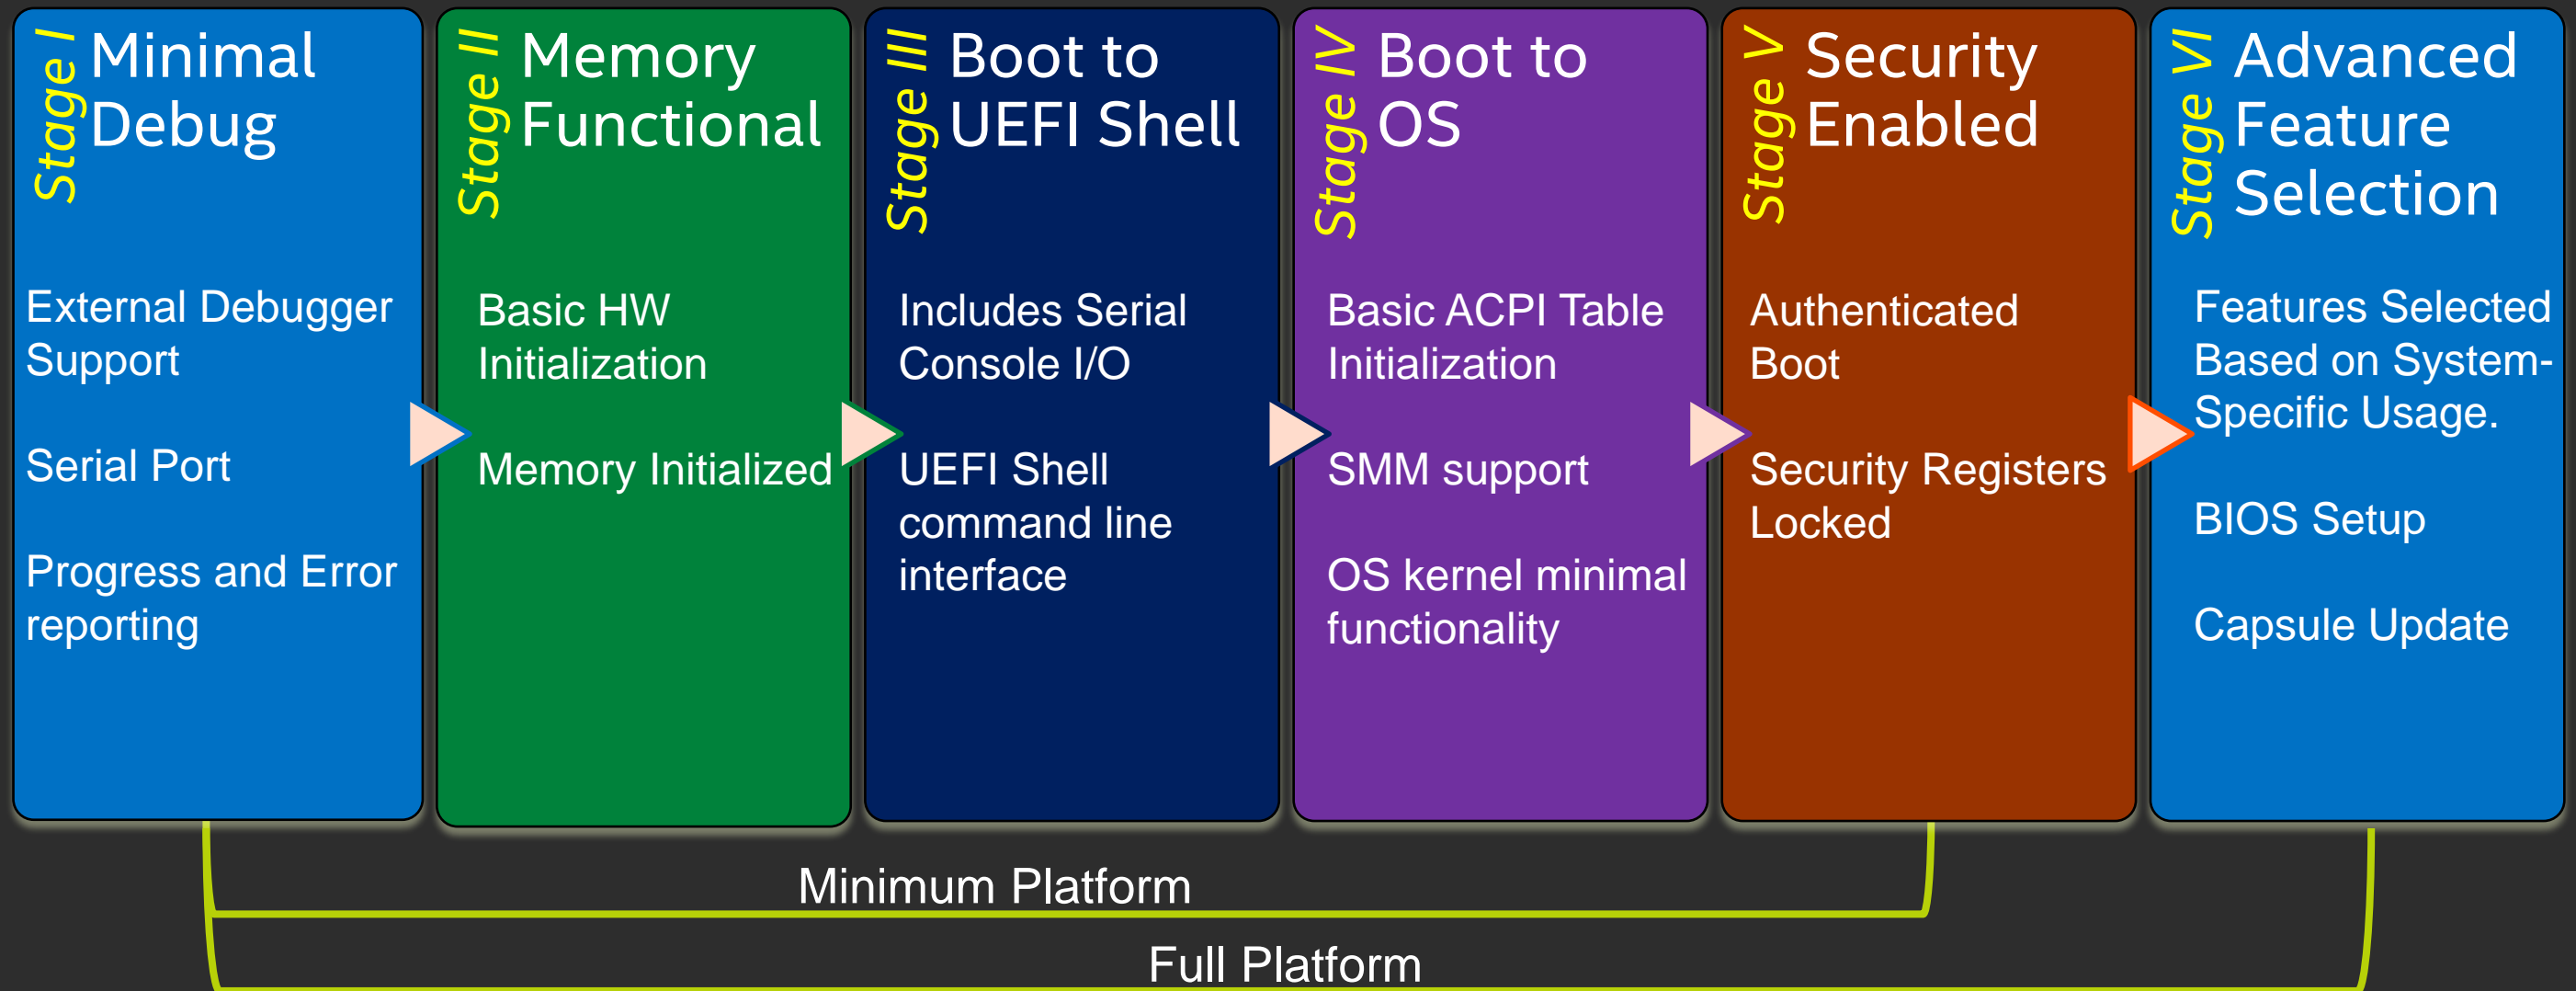 Stage I
Minimal
Debug
External Debugger
Support
Serial Port
Progress and Error
reporting
Stage II
Memory
Functional
Basic HW
Initialization
Memory Initialized
Stage III
Boot to
UEFI Shell
Includes Serial
Console I/O
UEFI Shell
command line
interface
Stage IV
Boot to
OS
Basic ACPI Table
Initialization
SMM support
OS kernel minimal
functionality
Stage V
Security
Enabled
Authenticated
Boot
Security Registers
Locked
Stage VI
Advanced
Feature
Selection
Features Selected
Based on System-
Specific Usage.
BIOS Setup
Capsule Update
Minimum Platform
Full Platform